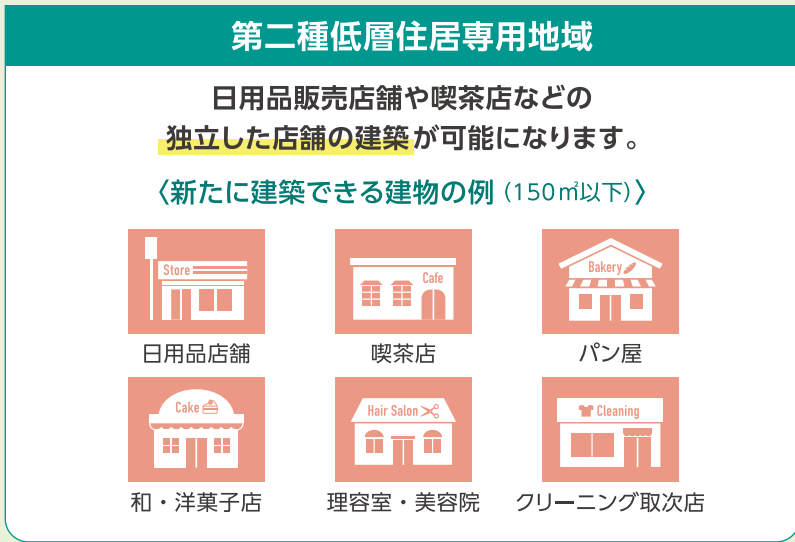 第二種低層住居専用地域
日用品販売店舗や喫茶店などの
独立した店舗の建築が可能になります。
〈新たに建築できる建物の例（150㎡以下）〉
Store
Cafe
Bakery
日用品店舗
喫茶店
パン屋
Cake
Hair Salon
Cleaning
和・洋菓子店
理容室・美容院
クリーニング取次店